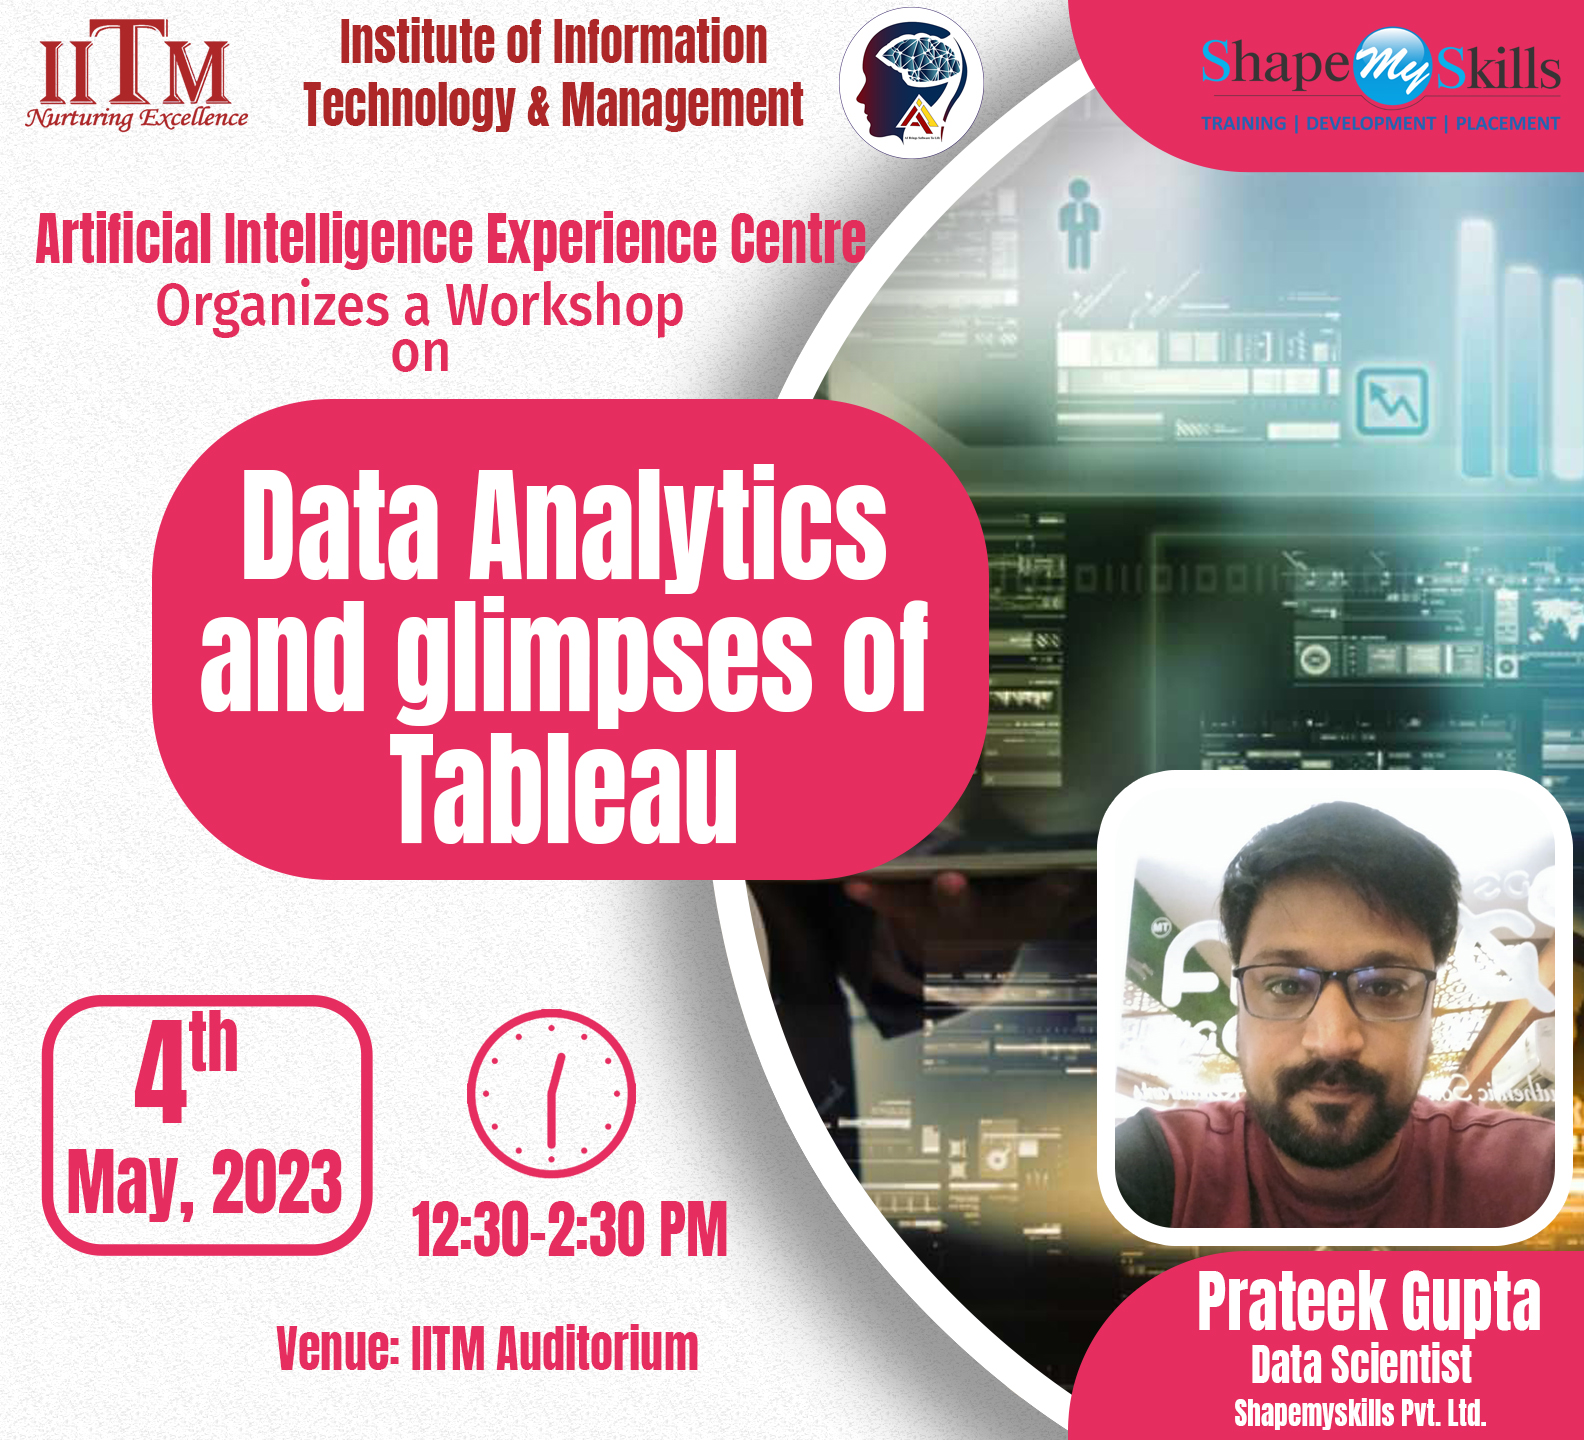 IITM
Nurturing Excellence
Institute of Information
Technology & Management
Shape My Skills
TRAINING | DEVELOPMENT | PLACEMENT
Artificial Intelligence Experience Centre
Organizes a Workshop
on
Data Analytics
and glimpses of
Tableau
4th
May, 2023
12:30-2:30 PM
Venue: IITM Auditorium
Prateek Gupta
Data Scientist
Shapemyskills Pvt. Ltd.